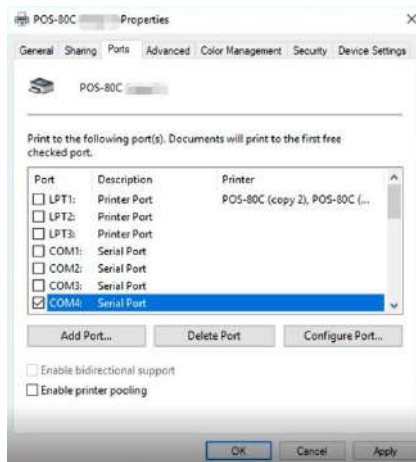 POS-80C Properties
General Sharing Ports Advanced Color Management Security Device Settings
POS-80C
Print to the following port(s). Documents will print to the first free
checked port.
Port Description Printer
LPT1: Printer Port POS-80C (copy 2), POS-80C (...
LPT2: Printer Port
LPT3: Printer Port
COM1: Serial Port
COM2: Serial Port
COM3: Serial Port
COM4: Serial Port
Add Port... Delete Port Configure Port...
Enable bidirectional support
Enable printer pooling
OK Cancel Apply